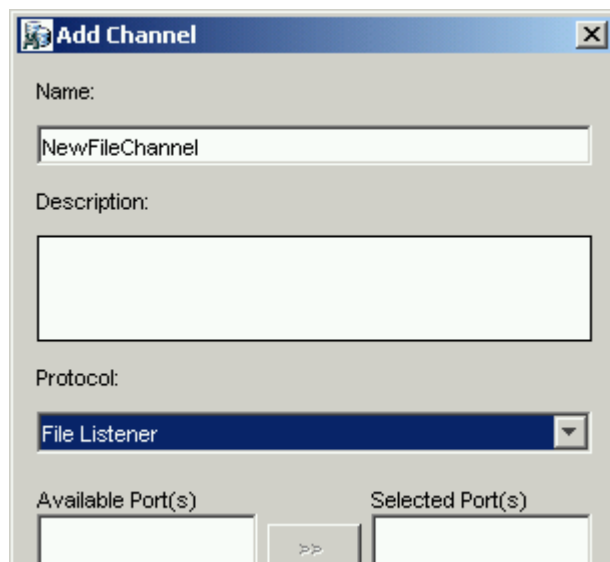 Add Channel
Name:
NewFileChannel
Description:
Protocol:
File Listener
Available Port(s) Selected Port(s)
>>